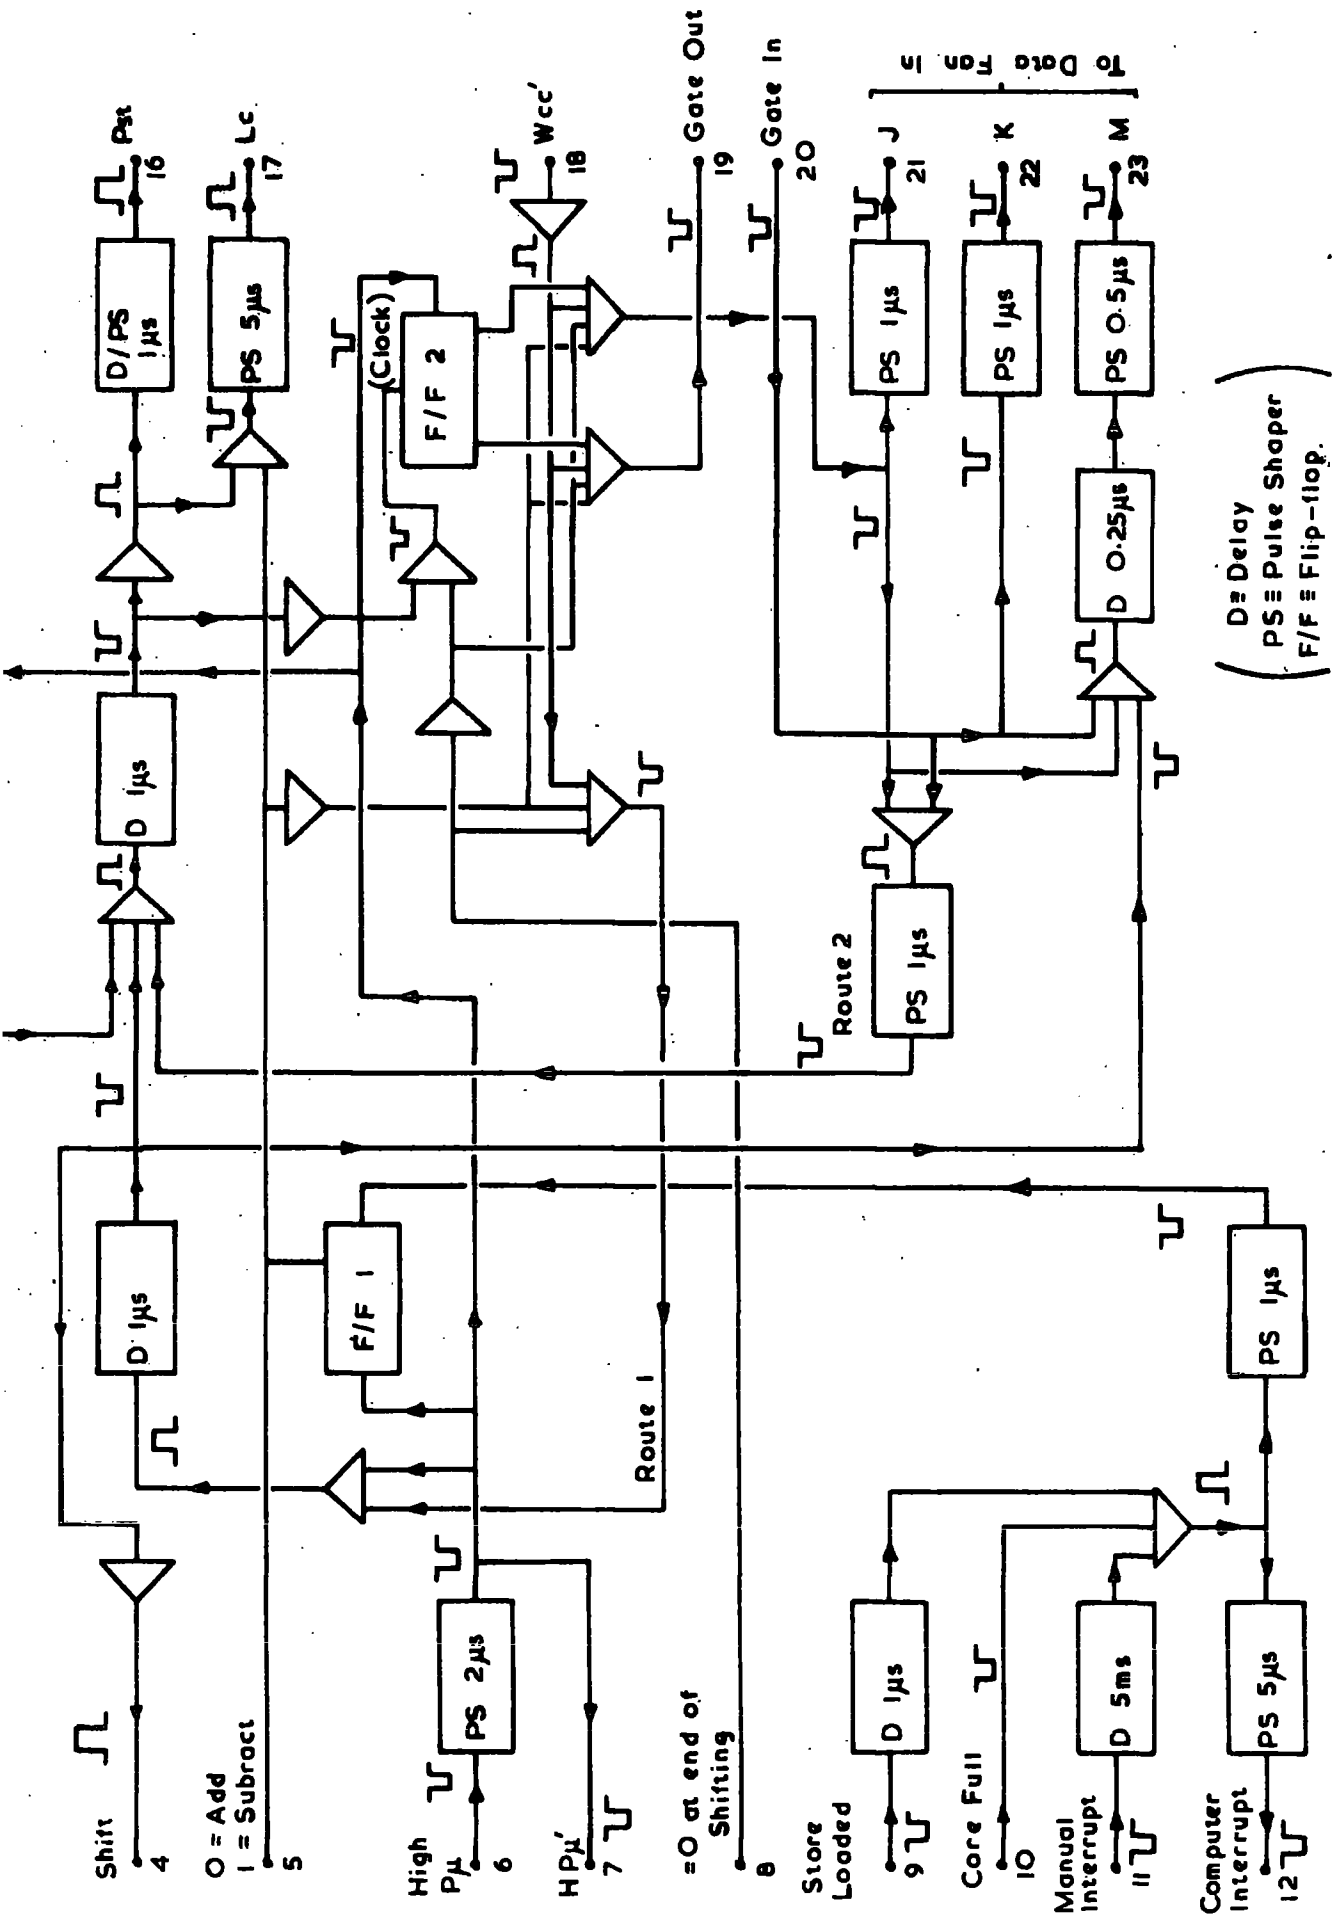 Shift
4
0 = Add
1 = Subract
5
High
Pμ
6
HPμ'
7
=0 at end of
Shifting
8
Store
Loaded
9
Core Full
10
Manual
Interrupt
11
Computer
Interrupt
12
D 1μs
F/F 1
PS 2μs
Route 1
D 1μs
D 5ms
PS 5μs
PS 1μs
D 1μs
Route 2
PS 1μs
D/PS
1μs
PS 5μs
(Clock)
F/F 2
PS 1μs
PS 1μs
D 0.25μs
PS 0.5μs
Pst
16
Lc
17
Wcc'
18
Gate Out
19
Gate In
20
J
21
K
22
M
23
To Data Tan In
D≡Delay
PS≡Pulse Shaper
F/F≡Flip-flop.